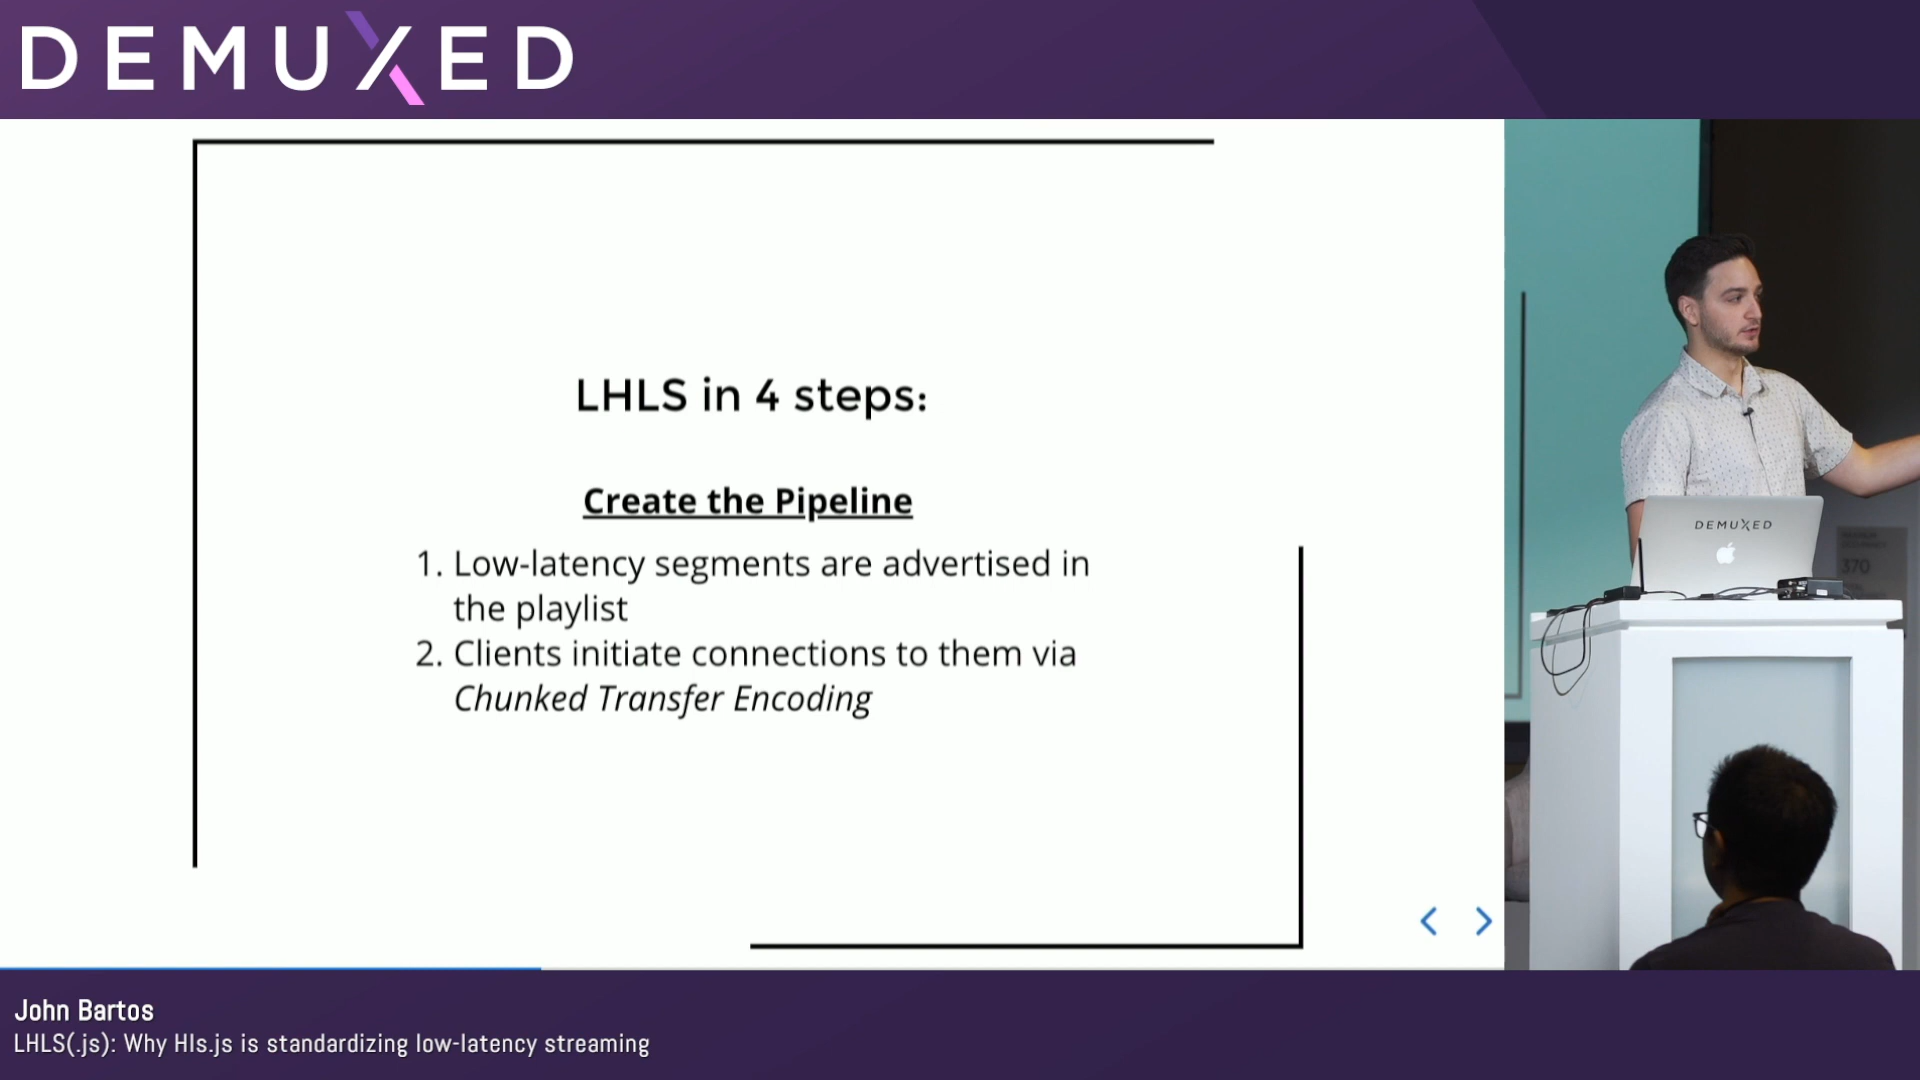 DEMUXED
LHLS in 4 steps:
Create the Pipeline
1. Low-latency segments are advertised in
the playlist
2. Clients initiate connections to them via
Chunked Transfer Encoding
DEMUXED
370
John Bartos
LHLS(.js): Why Hls.js is standardizing low-latency streaming